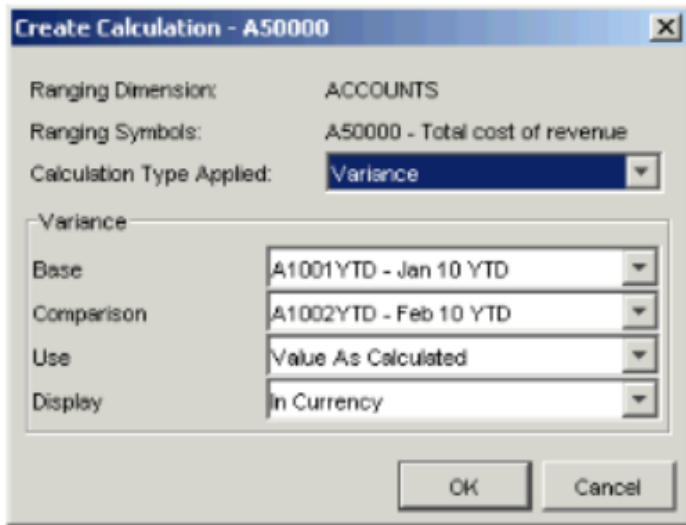 Create Calculation - A50000
Ranging Dimension: ACCOUNTS
Ranging Symbols: A50000 - Total cost of revenue
Calculation Type Applied: Variance
Variance
Base A1001YTD - Jan 10 YTD
Comparison A1002YTD - Feb 10 YTD
Use Value As Calculated
Display In Currency
OK Cancel